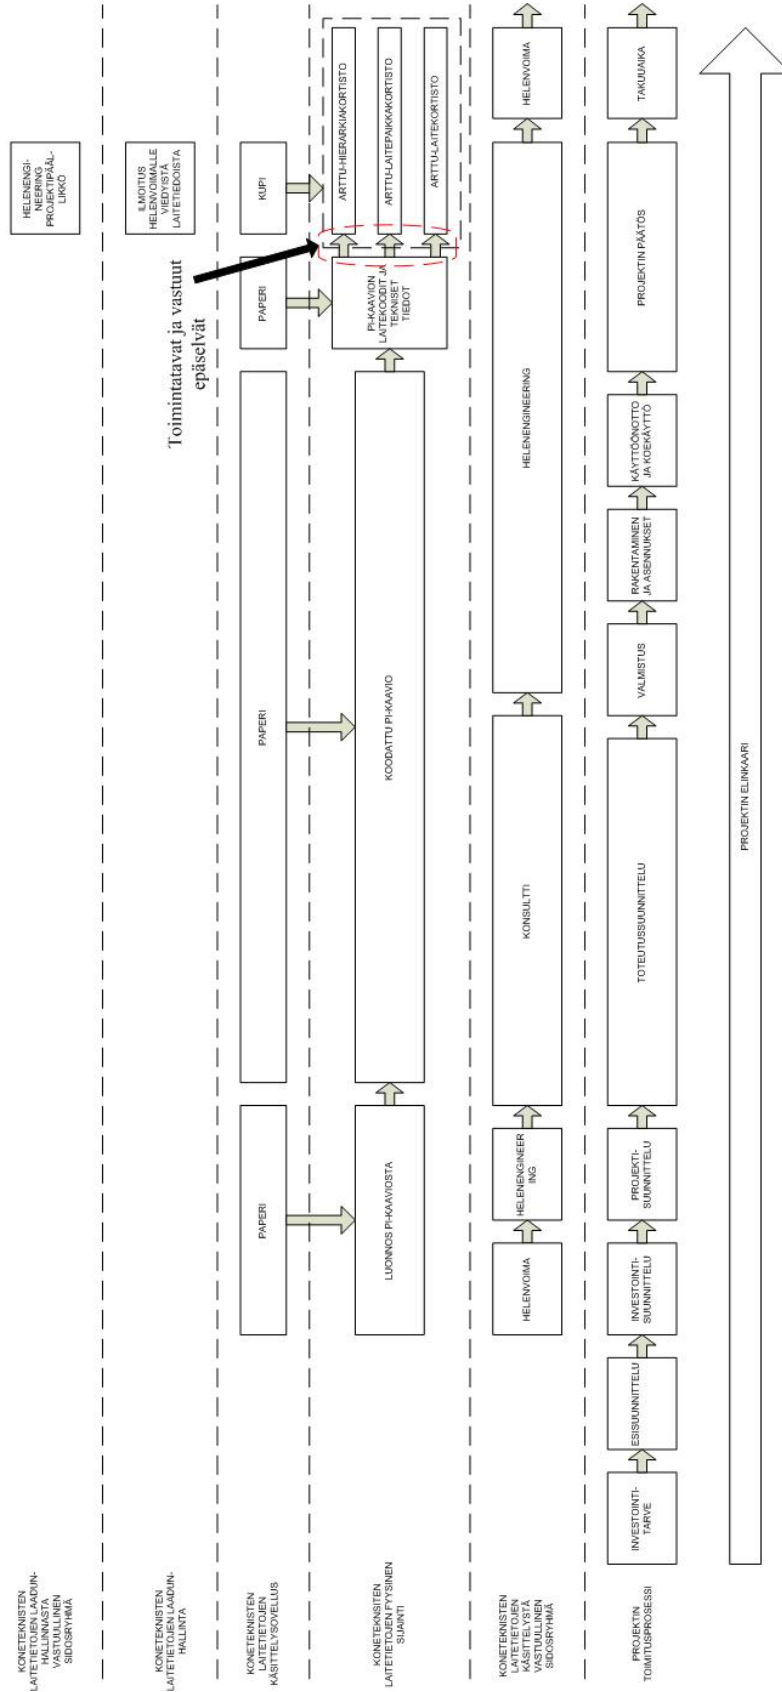 KONETEKNISTEN
LAITETIETOJEN LAADUN-
HALLINNASTA
VASTUULLINEN
SIDOSRYHMÄ
HELENENGI-
NEERING
PROJEKTIPÄÄL-
LIKKÖ
KONETEKNISTEN
LAITETIETOJEN LAADUN-
HALLINTA
ILMOITUS
HELENVOIMALLE
VIEDYISTÄ
LAITETIEDOISTA
Toimintatavat ja vastuut
epäselvät
KONETEKNISTEN
LAITETIETOJEN
KÄSITTELYSOVELLUS
PAPERI
PAPERI
PAPERI
KUPI
KONETEKNSITEN
LAITETIETOJEN FYYSINEN
SIJAINTI
LUONNOS PI-KAAVIOSTA
KOODATTU PI-KAAVIO
PI-KAAVION
LAITEKOODIT JA
TEKNISET
TIEDOT
ARTTU-HIERARKIAKORTISTO
ARTTU-LAITEPAIKKAKORTISTO
ARTTU-LAITEKORTISTO
KONETEKNISTEN
LAITETIETOJEN
KÄSITTELYSTÄ
VASTUULLINEN
SIDOSRYHMÄ
HELENVOIMA
HELENENGINEER
ING
KONSULTTI
HELENENGINEERING
HELENVOIMA
PROJEKTIN
TOIMITUSPROSESSI
INVESTOINTI-
TARVE
ESISUUNNITTELU
INVESTOINTI-
SUUNNITTELU
PROJEKTI-
SUUNNITTELU
TOTEUTUSSUUNNITTELU
VALMISTUS
RAKENTAMINEN
JA ASENNUKSET
KÄYTTÖÖNOTTO
JA KOEKÄYTTÖ
PROJEKTIN PÄÄTÖS
TAKUUAIKA
PROJEKTIN ELINKAARI